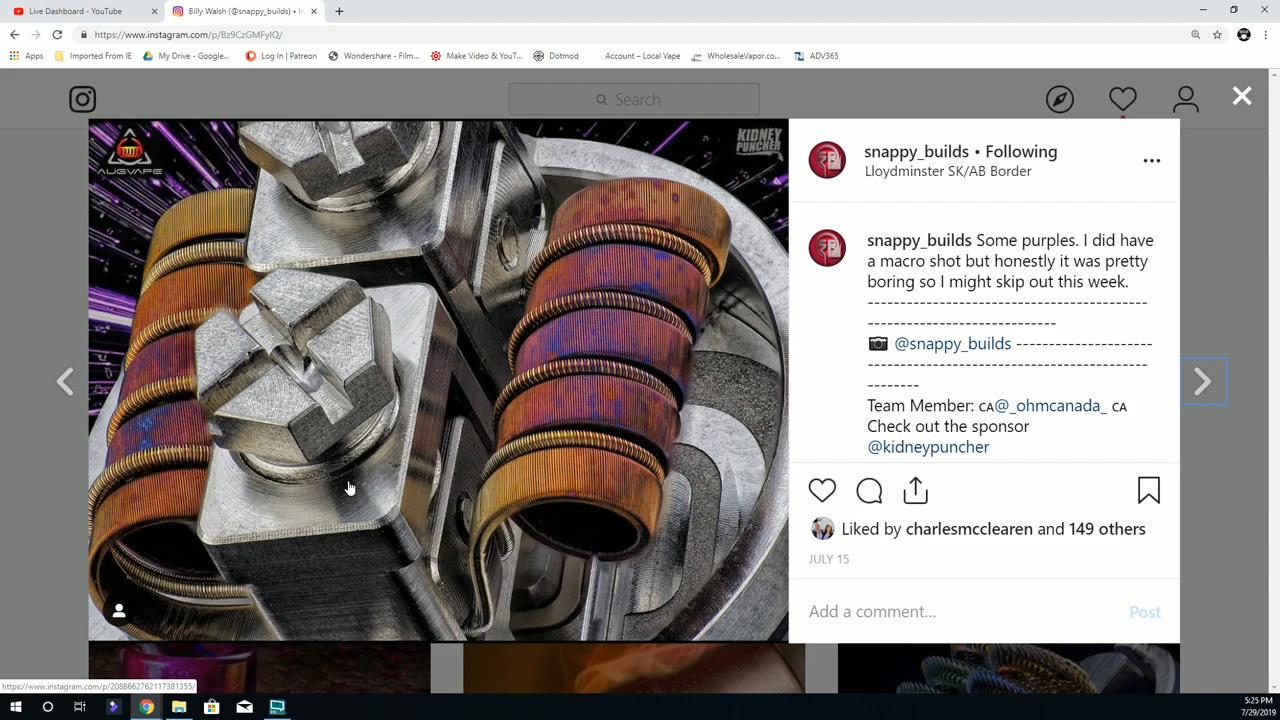 Live Dashboard - YouTube
Billy Walsh (@snappy_builds) • In
https://www.instagram.com/p/Bz9CzGMFyIQ/
Apps
Imported From IE
My Drive - Google...
Log In | Patreon
Wondershare - Film...
Make Video & YouT...
Dotmod
Account – Local Vape
WholesaleVapor.co...
ADV365
Search
AUGVAPE
KIDNEY
PUNCHER
snappy_builds • Following
Lloydminster SK/AB Border
snappy_builds Some purples. I did have
a macro shot but honestly it was pretty
boring so I might skip out this week.
-------------------------------------------
-----------------------------
📷 @snappy_builds ---------------------
-------------------------------------------
--------
Team Member: ᴄᴀ@_ohmcanada_ ᴄᴀ
Check out the sponsor
@kidneypuncher
Liked by charlesmcclearen and 149 others
JULY 15
Add a comment...
Post
https://www.instagram.com/p/2088662762117381355/
5:25 PM
7/29/2019